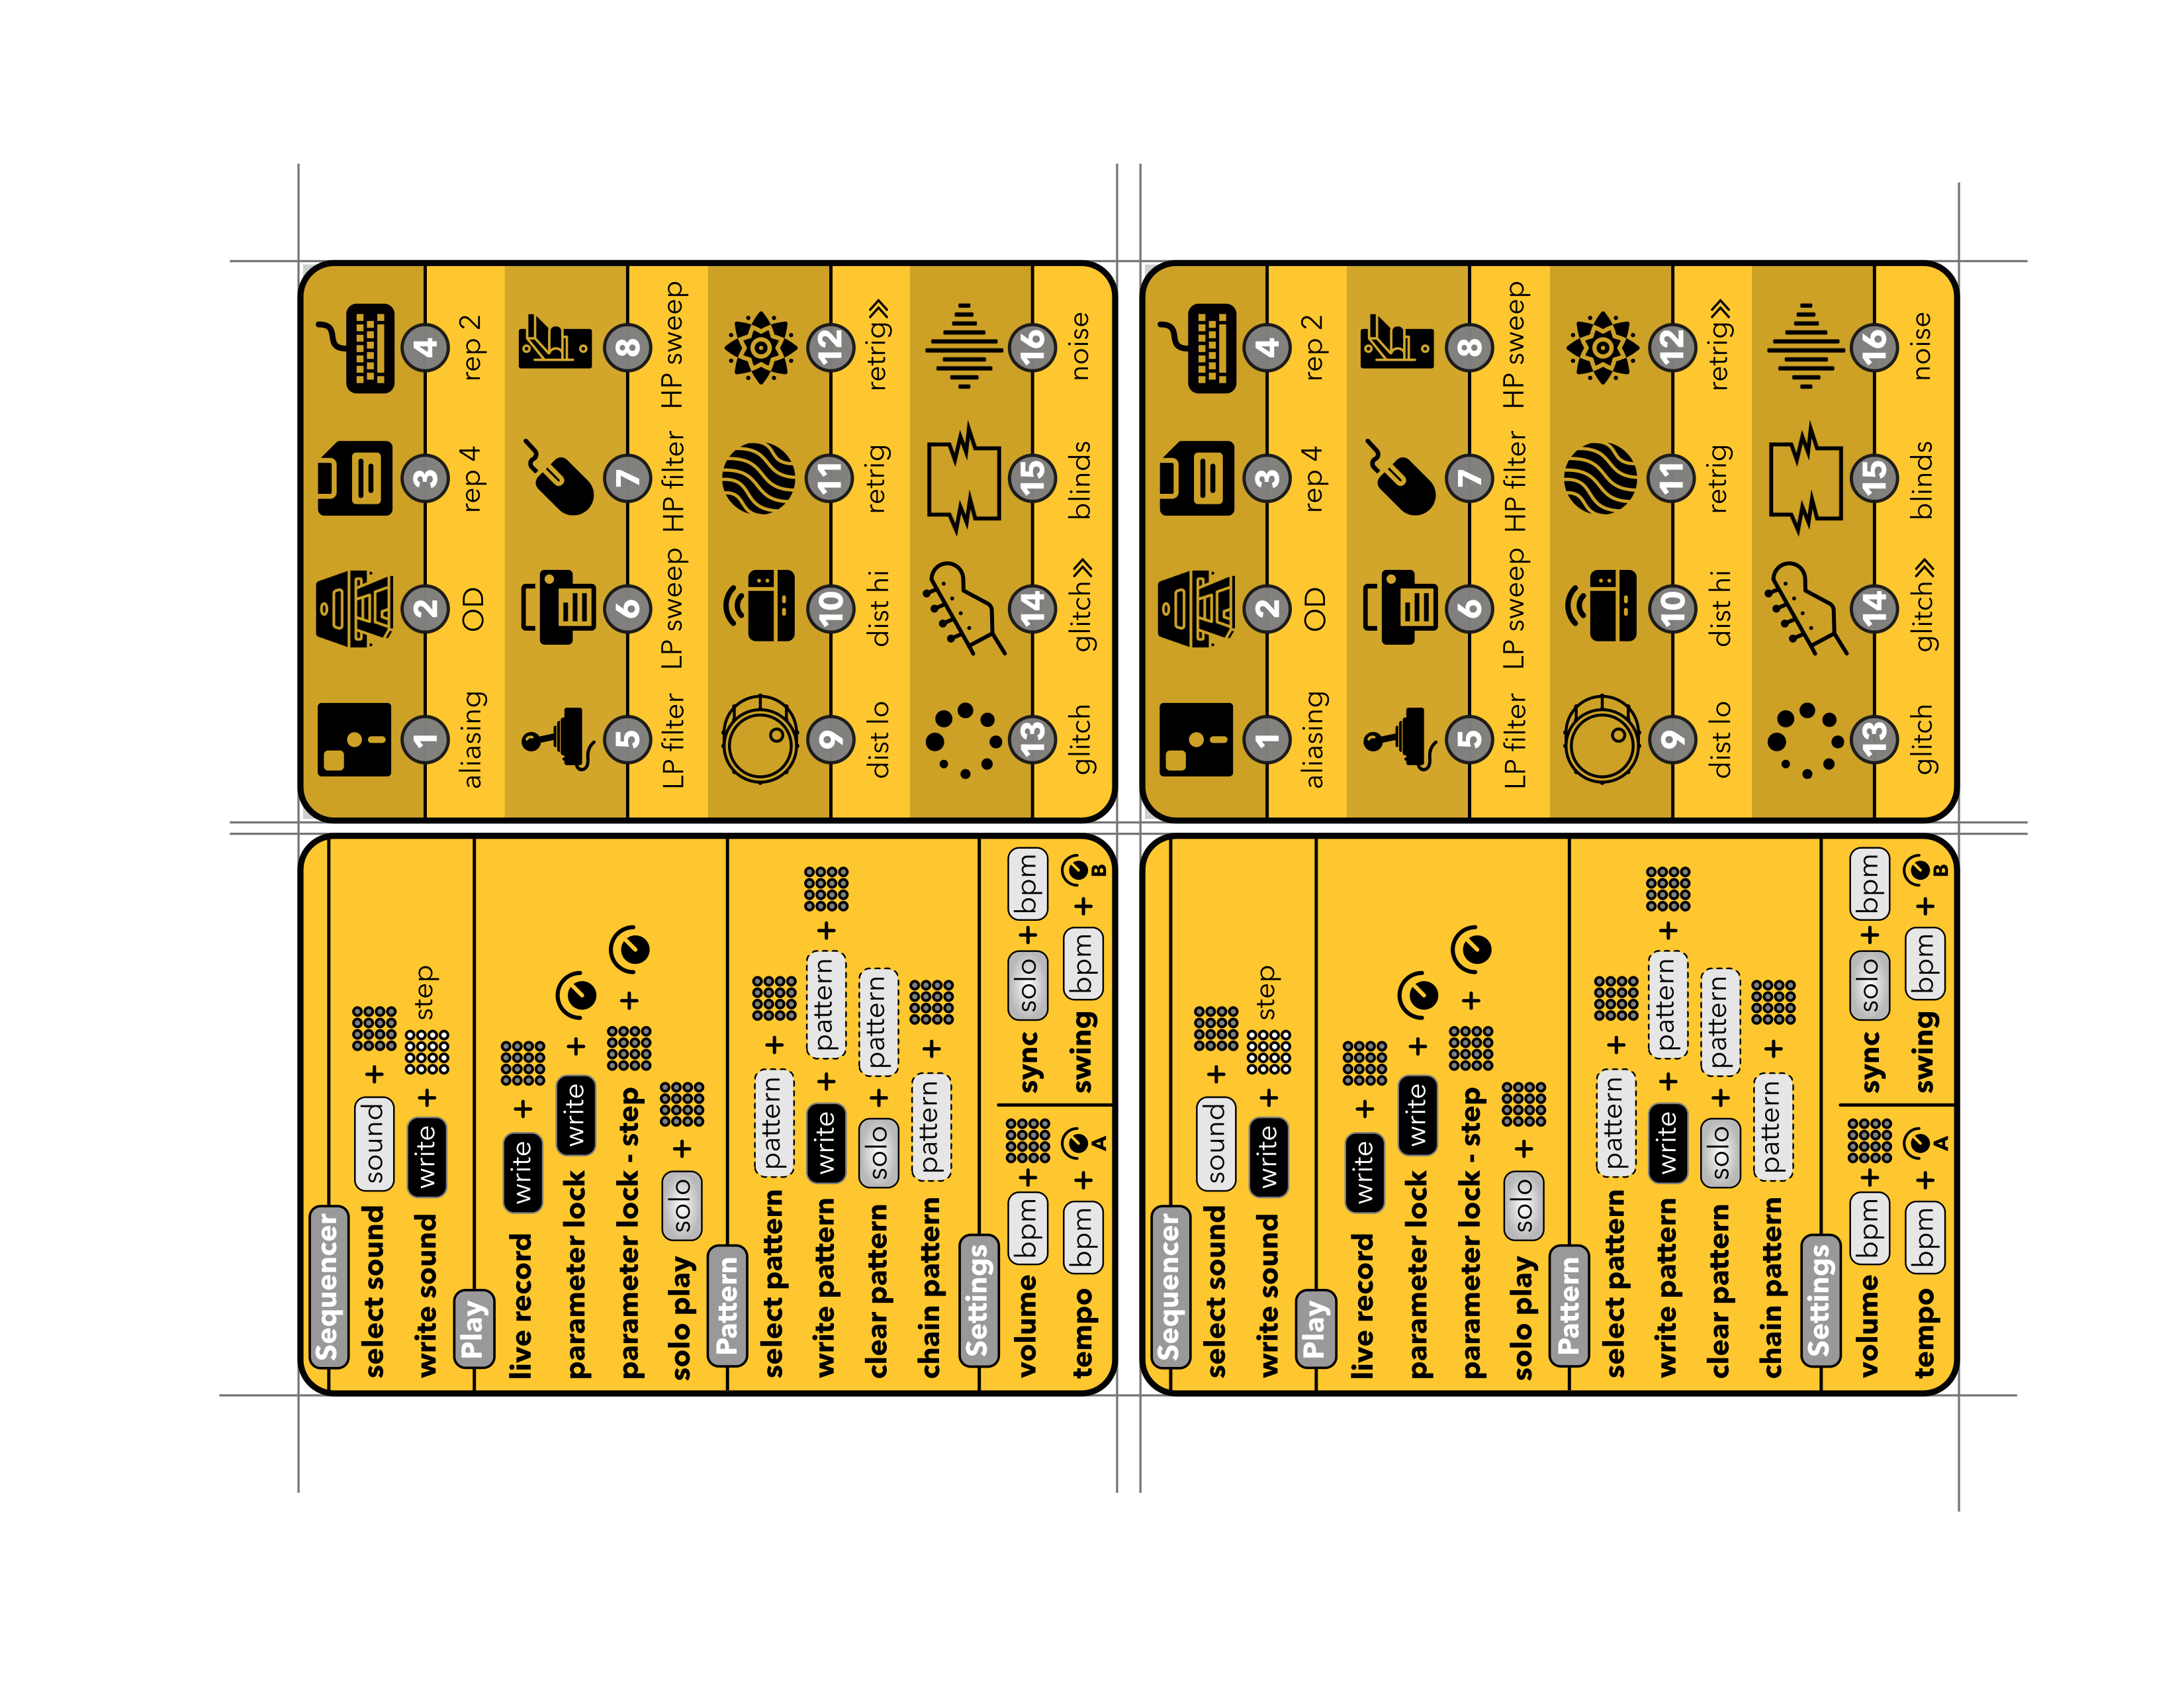 Sequencer
select sound sound +
write sound write + step
Play
live record write +
parameter lock write +
parameter lock - step +
solo play solo +
Pattern
select pattern pattern +
write pattern write + pattern +
clear pattern solo + pattern
chain pattern pattern +
Settings
volume bpm + sync solo + bpm
tempo bpm + A swing bpm + B
1 2 3 4
aliasing OD rep 4 rep 2
5 6 7 8
LP filter LP sweep HP filter HP sweep
9 10 11 12
dist lo dist hi retrig retrig»
13 14 15 16
glitch glitch» blinds noise
Sequencer
select sound sound +
write sound write + step
Play
live record write +
parameter lock write +
parameter lock - step +
solo play solo +
Pattern
select pattern pattern +
write pattern write + pattern +
clear pattern solo + pattern
chain pattern pattern +
Settings
volume bpm + sync solo + bpm
tempo bpm + A swing bpm + B
1 2 3 4
aliasing OD rep 4 rep 2
5 6 7 8
LP filter LP sweep HP filter HP sweep
9 10 11 12
dist lo dist hi retrig retrig»
13 14 15 16
glitch glitch» blinds noise